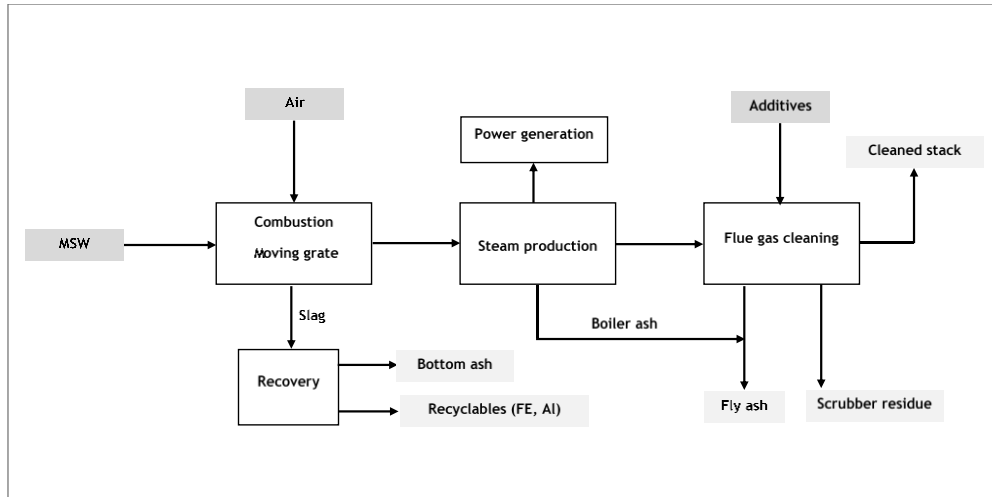 Air
Additives
Power generation
Cleaned stack
Combustion
Moving grate
MSW
Steam production
Flue gas cleaning
Slag
Boiler ash
Recovery
Bottom ash
Recyclables (FE, Al)
Fly ash
Scrubber residue